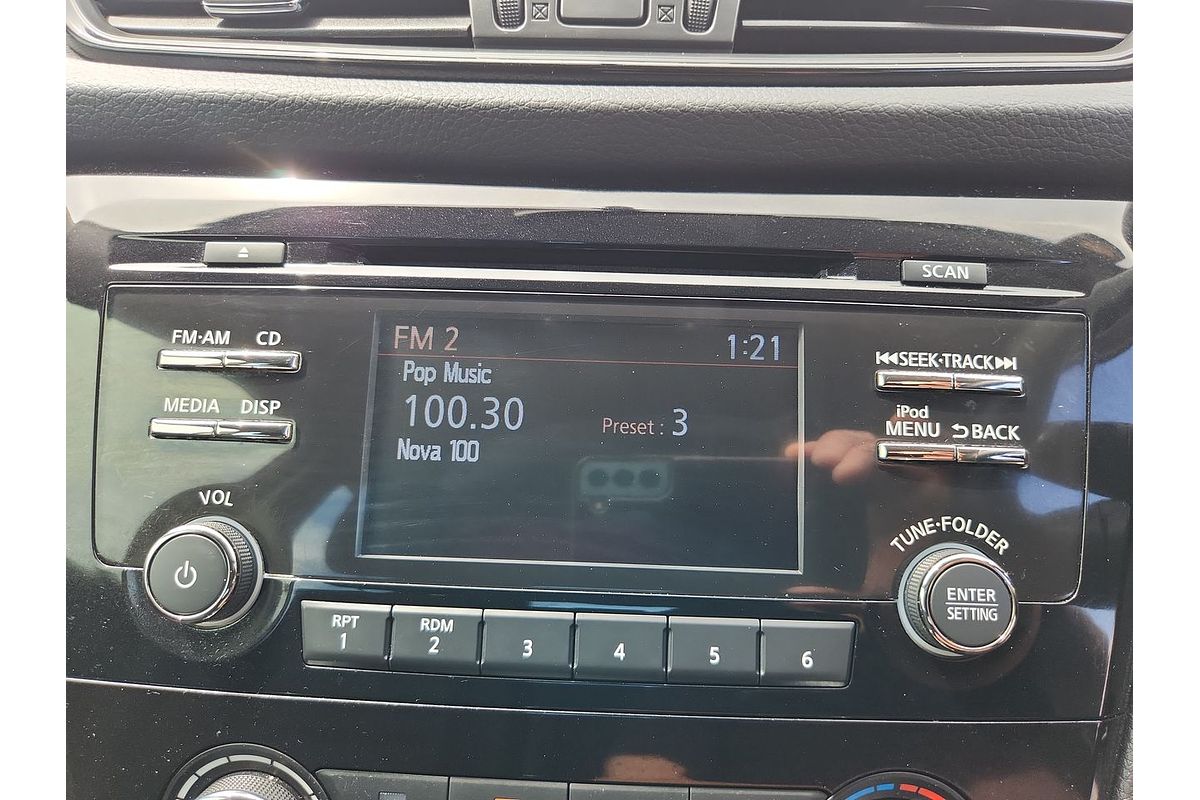 SCAN
FM·AM CD
MEDIA DISP
VOL
FM 2 1:21
Pop Music
100.30 Preset : 3
Nova 100
SEEK·TRACK
iPod
MENU BACK
TUNE·FOLDER
ENTER
SETTING
RPT
1
RDM
2
3
4
5
6